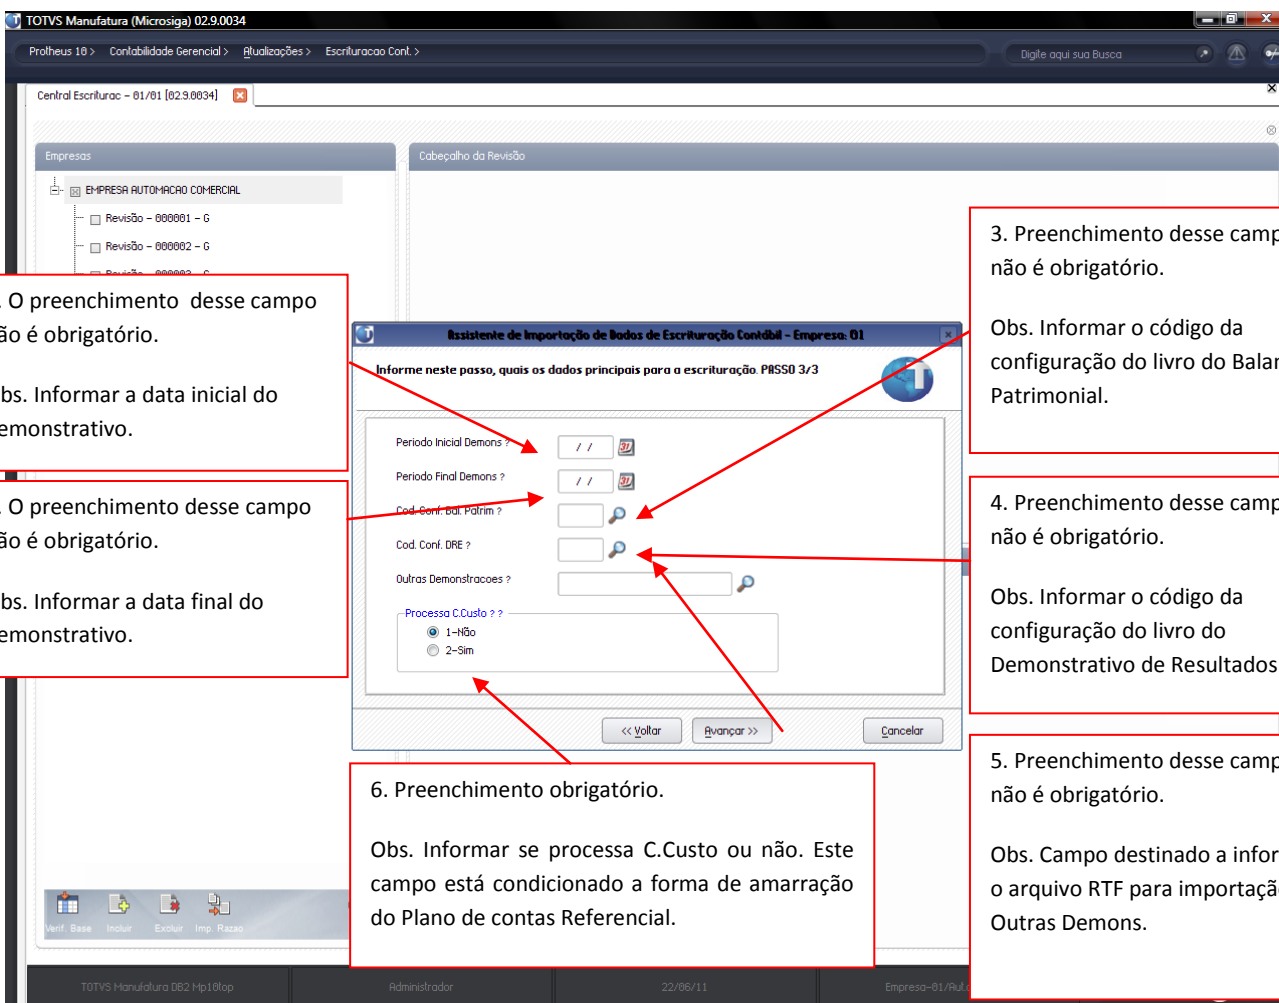 TOTVS Manufatura (Microsiga) 02.9.0034
Protheus 10 > Contabilidade Gerencial > Atualizações > Escrituracao Cont. >
Digite aqui sua Busca
Central Escriturac - 01/01 [02.9.0034]
Empresas
Cabeçalho da Revisão
EMPRESA AUTOMACAO COMERCIAL
Revisão - 000001 - G
Revisão - 000002 - G
Revisão - 000003 - G
. O preenchimento desse campo
ão é obrigatório.
bs. Informar a data inicial do
emonstrativo.
. O preenchimento desse campo
ão é obrigatório.
bs. Informar a data final do
emonstrativo.
Assistente de Importação de Dados de Escrituração Contábil - Empresa: 01
Informe neste passo, quais os dados principais para a escrituração. PASSO 3/3
Periodo Inicial Demons ?
/ /
Periodo Final Demons ?
/ /
Cod. Conf. Bal. Patrim ?
Cod. Conf. DRE ?
Outras Demonstracoes ?
Processa C.Custo ? ?
1-Não
2-Sim
<< Voltar
Avançar >>
Cancelar
3. Preenchimento desse camp
não é obrigatório.
Obs. Informar o código da
configuração do livro do Balan
Patrimonial.
4. Preenchimento desse camp
não é obrigatório.
Obs. Informar o código da
configuração do livro do
Demonstrativo de Resultados
5. Preenchimento desse camp
não é obrigatório.
Obs. Campo destinado a infor
o arquivo RTF para importaçã
Outras Demons.
6. Preenchimento obrigatório.
Obs. Informar se processa C.Custo ou não. Este
campo está condicionado a forma de amarração
do Plano de contas Referencial.
Verif. Base
Incluir
Excluir
Imp. Razao
TOTVS Manufatura DB2 Mp10top
Administrador
22/06/11
Empresa-01/Aut.